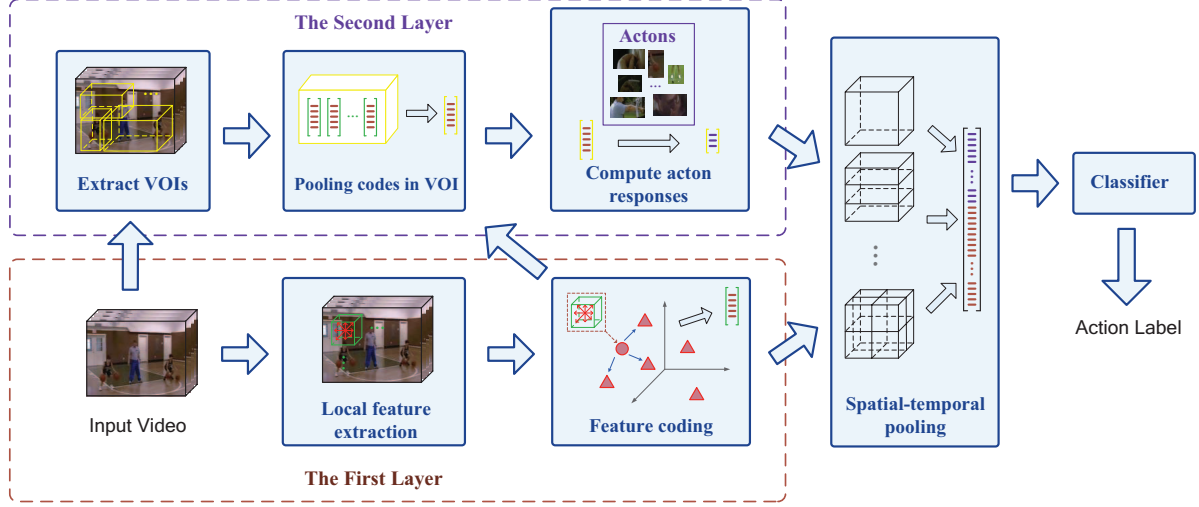 The Second Layer
Extract VOIs
Pooling codes in VOI
Actons
Compute acton
responses
Input Video
Local feature
extraction
Feature coding
The First Layer
Spatial-temporal
pooling
Classifier
Action Label